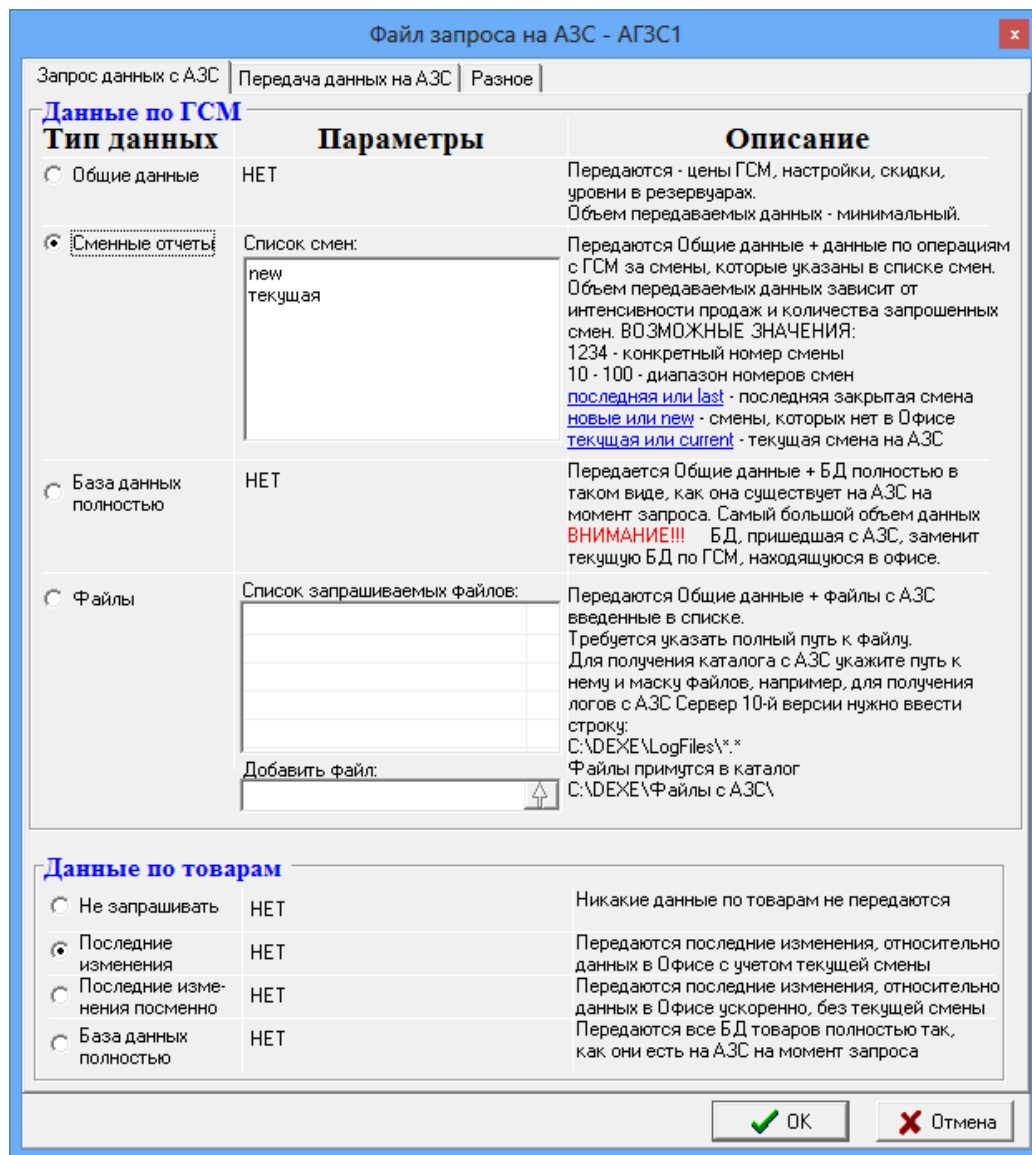 Файл запроса на АЗС - АГЗС1
x
Запрос данных с АЗС
Передача данных на АЗС
Разное
Данные по ГСМ
Тип данных
Параметры
Описание
Общие данные
НЕТ
Передаются - цены ГСМ, настройки, скидки,
уровни в резервуарах.
Объем передаваемых данных - минимальный.
Сменные отчеты
Список смен:
new
текущая
Передаются Общие данные + данные по операциям
с ГСМ за смены, которые указаны в списке смен.
Объем передаваемых данных зависит от
интенсивности продаж и количества запрошенных
смен. ВОЗМОЖНЫЕ ЗНАЧЕНИЯ:
1234 - конкретный номер смены
10 - 100 - диапазон номеров смен
последняя или last - последняя закрытая смена
новые или new - смены, которых нет в Офисе
текущая или current - текущая смена на АЗС
База данных
полностью
НЕТ
Передается Общие данные + БД полностью в
таком виде, как она существует на АЗС на
момент запроса. Самый большой объем данных
ВНИМАНИЕ!!! БД, пришедшая с АЗС, заменит
текущую БД по ГСМ, находящуюся в офисе.
Файлы
Список запрашиваемых файлов:
Добавить файл:
Передаются Общие данные + файлы с АЗС
введенные в списке.
Требуется указать полный путь к файлу.
Для получения каталога с АЗС укажите путь к
нему и маску файлов, например, для получения
логов с АЗС Сервер 10-й версии нужно ввести
строку:
C:\DEXE\LogFiles\*.*
Файлы примутся в каталог
C:\DEXE\Файлы с АЗС\
Данные по товарам
Не запрашивать
НЕТ
Никакие данные по товарам не передаются
Последние
изменения
НЕТ
Передаются последние изменения, относительно
данных в Офисе с учетом текущей смены
Последние изме-
нения посменно
НЕТ
Передаются последние изменения, относительно
данных в Офисе ускоренно, без текущей смены
База данных
полностью
НЕТ
Передаются все БД товаров полностью так,
как они есть на АЗС на момент запроса
OK
Отмена